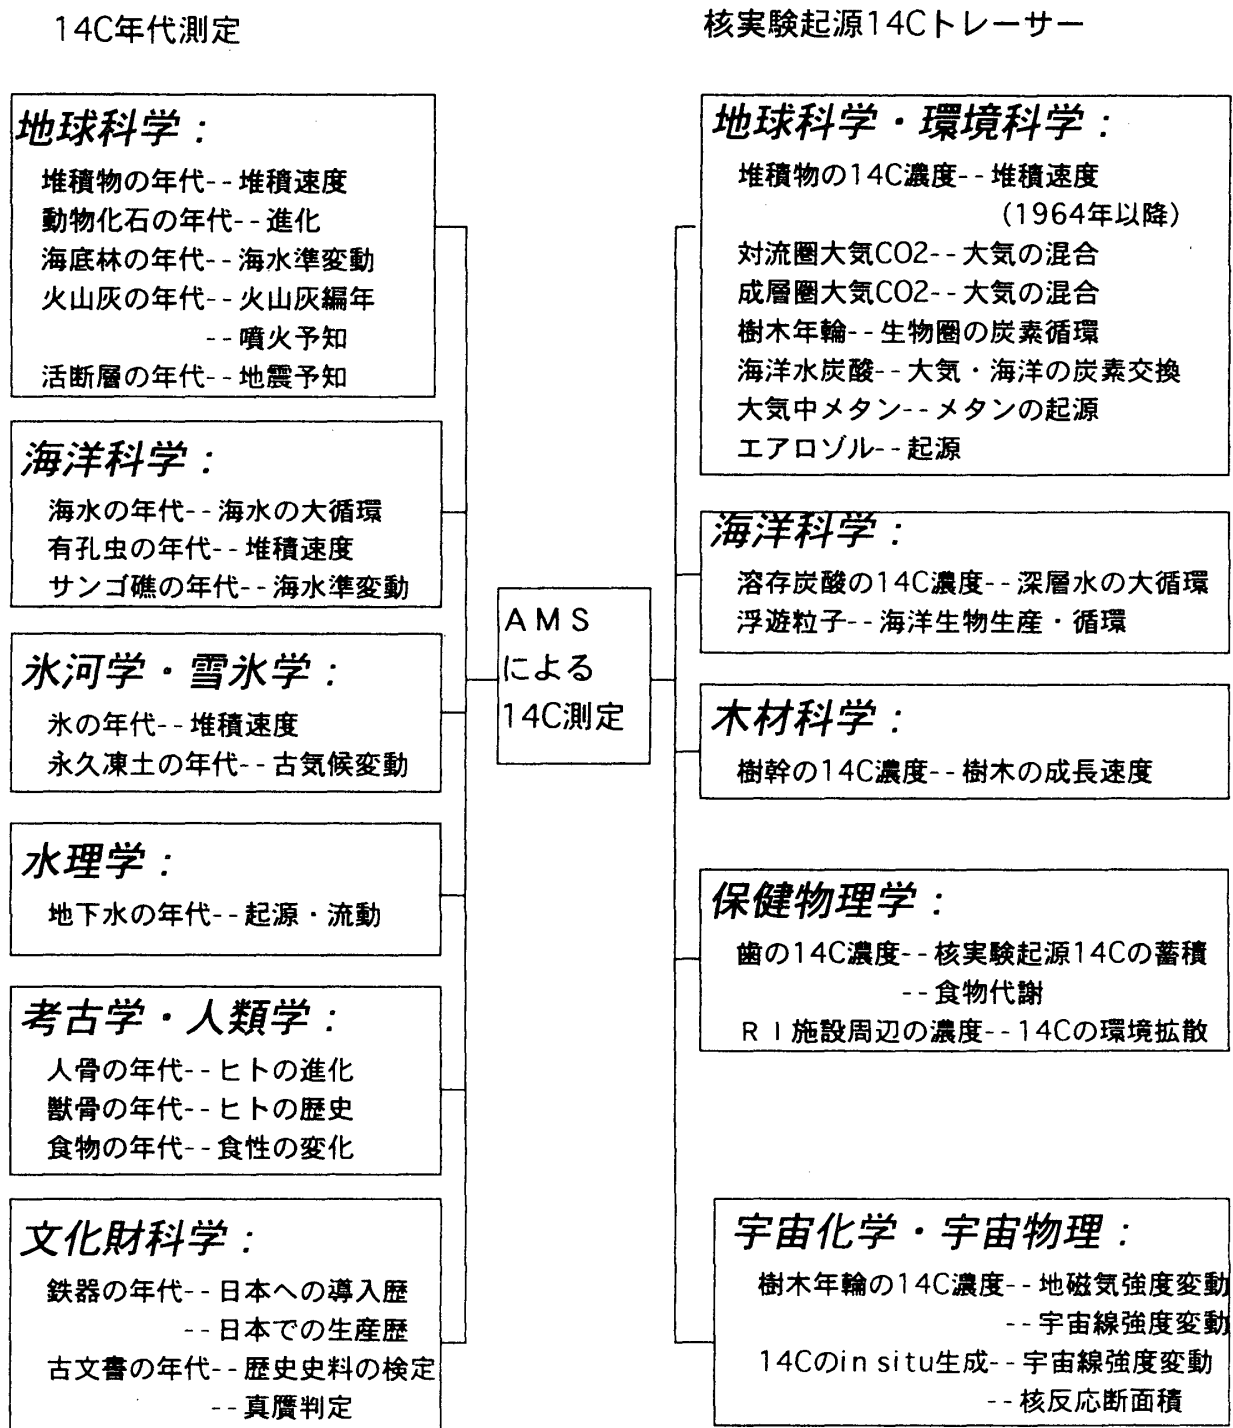 14C年代測定
地球科学：
堆積物の年代--堆積速度
動物化石の年代--進化
海底林の年代--海水準変動
火山灰の年代--火山灰編年
--噴火予知
活断層の年代--地震予知
海洋科学：
海水の年代--海水の大循環
有孔虫の年代--堆積速度
サンゴ礁の年代--海水準変動
氷河学・雪氷学：
氷の年代--堆積速度
永久凍土の年代--古気候変動
水理学：
地下水の年代--起源・流動
考古学・人類学：
人骨の年代--ヒトの進化
獣骨の年代--ヒトの歴史
食物の年代--食性の変化
文化財科学：
鉄器の年代--日本への導入歴
--日本での生産歴
古文書の年代--歴史史料の検定
--真贋判定
AMS
による
14C測定
核実験起源14Cトレーサー
地球科学・環境科学：
堆積物の14C濃度--堆積速度
（1964年以降）
対流圏大気CO2--大気の混合
成層圏大気CO2--大気の混合
樹木年輪--生物圏の炭素循環
海洋水炭酸--大気・海洋の炭素交換
大気中メタン--メタンの起源
エアロゾル--起源
海洋科学：
溶存炭酸の14C濃度--深層水の大循環
浮遊粒子--海洋生物生産・循環
木材科学：
樹幹の14C濃度--樹木の成長速度
保健物理学：
歯の14C濃度--核実験起源14Cの蓄積
--食物代謝
ＲＩ施設周辺の濃度--14Cの環境拡散
宇宙化学・宇宙物理：
樹木年輪の14C濃度--地磁気強度変動
--宇宙線強度変動
14Cのin situ生成--宇宙線強度変動
--核反応断面積